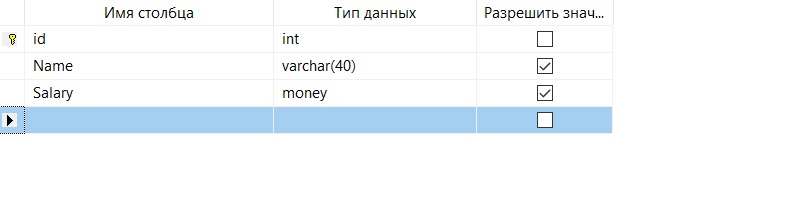 Имя столбца Тип данных Разрешить знач...
id int
Name varchar(40)
Salary money